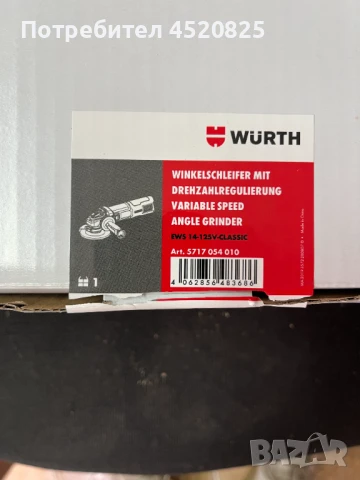 Потребител 4520825
WÜRTH
WINKELSCHLEIFER MIT
DREHZAHLREGULIERUNG
VARIABLE SPEED
ANGLE GRINDER
EWS 14-125V-CLASSIC
Art. 5717 054 010
1
4 062856 483686
BAZAR